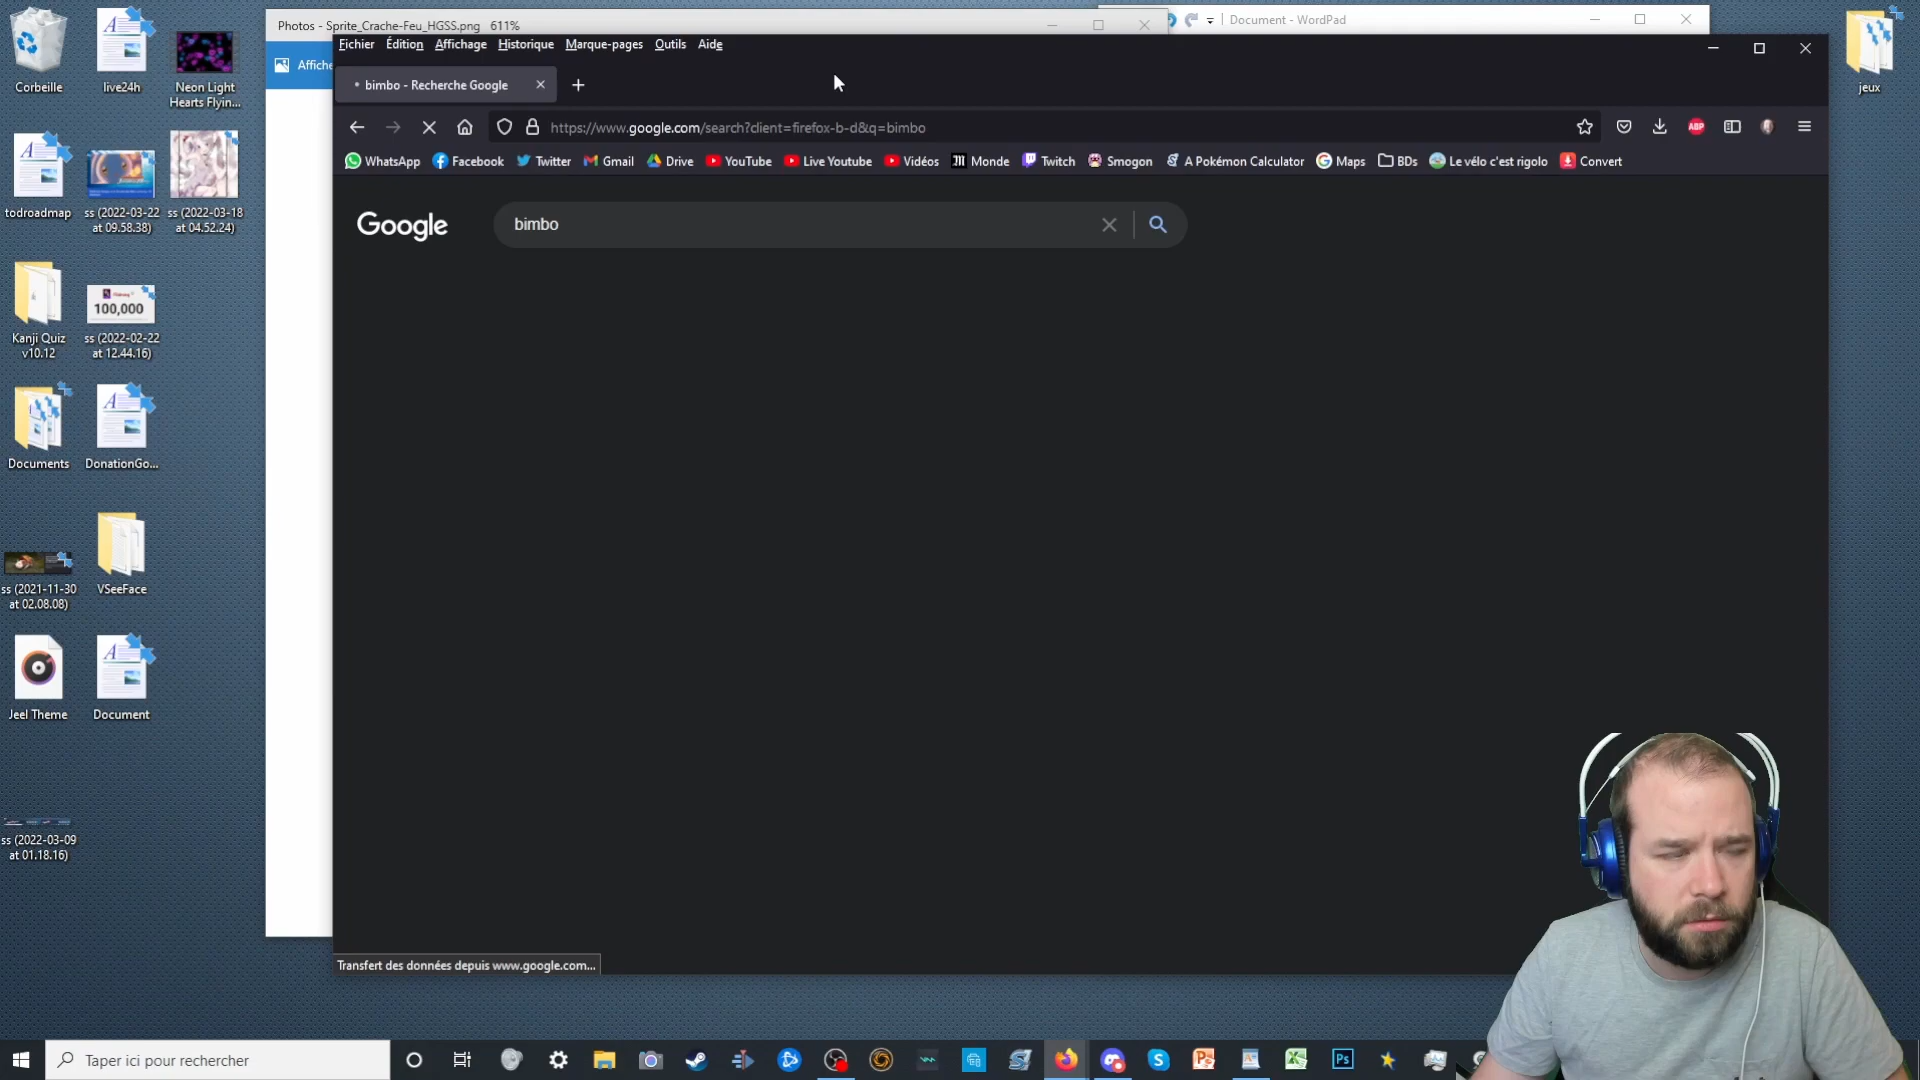 Photos - Sprite_Crache-Feu_HGSS.png 611%
Document - WordPad
Affiche
Fichier Édition Affichage Historique Marque-pages Outils Aide
bimbo - Recherche Google
https://www.google.com/search?client=firefox-b-d&q=bimbo
WhatsApp Facebook Twitter Gmail Drive YouTube Live Youtube Vidéos Monde Twitch Smogon A Pokémon Calculator Maps BDs Le vélo c'est rigolo Convert
ABP
Google
bimbo
Corbeille
live24h
Neon Light
Hearts Flyin...
jeux
todroadmap
ss (2022-03-22
at 09.58.38)
ss (2022-03-18
at 04.52.24)
Kanji Quiz
v10.12
100,000
ss (2022-02-22
at 12.44.16)
Documents
DonationGo...
ss (2021-11-30
at 02.08.08)
VSeeFace
Jeel Theme
Document
ss (2022-03-09
at 01.18.16)
Transfert des données depuis www.google.com...
Taper ici pour rechercher
Ps